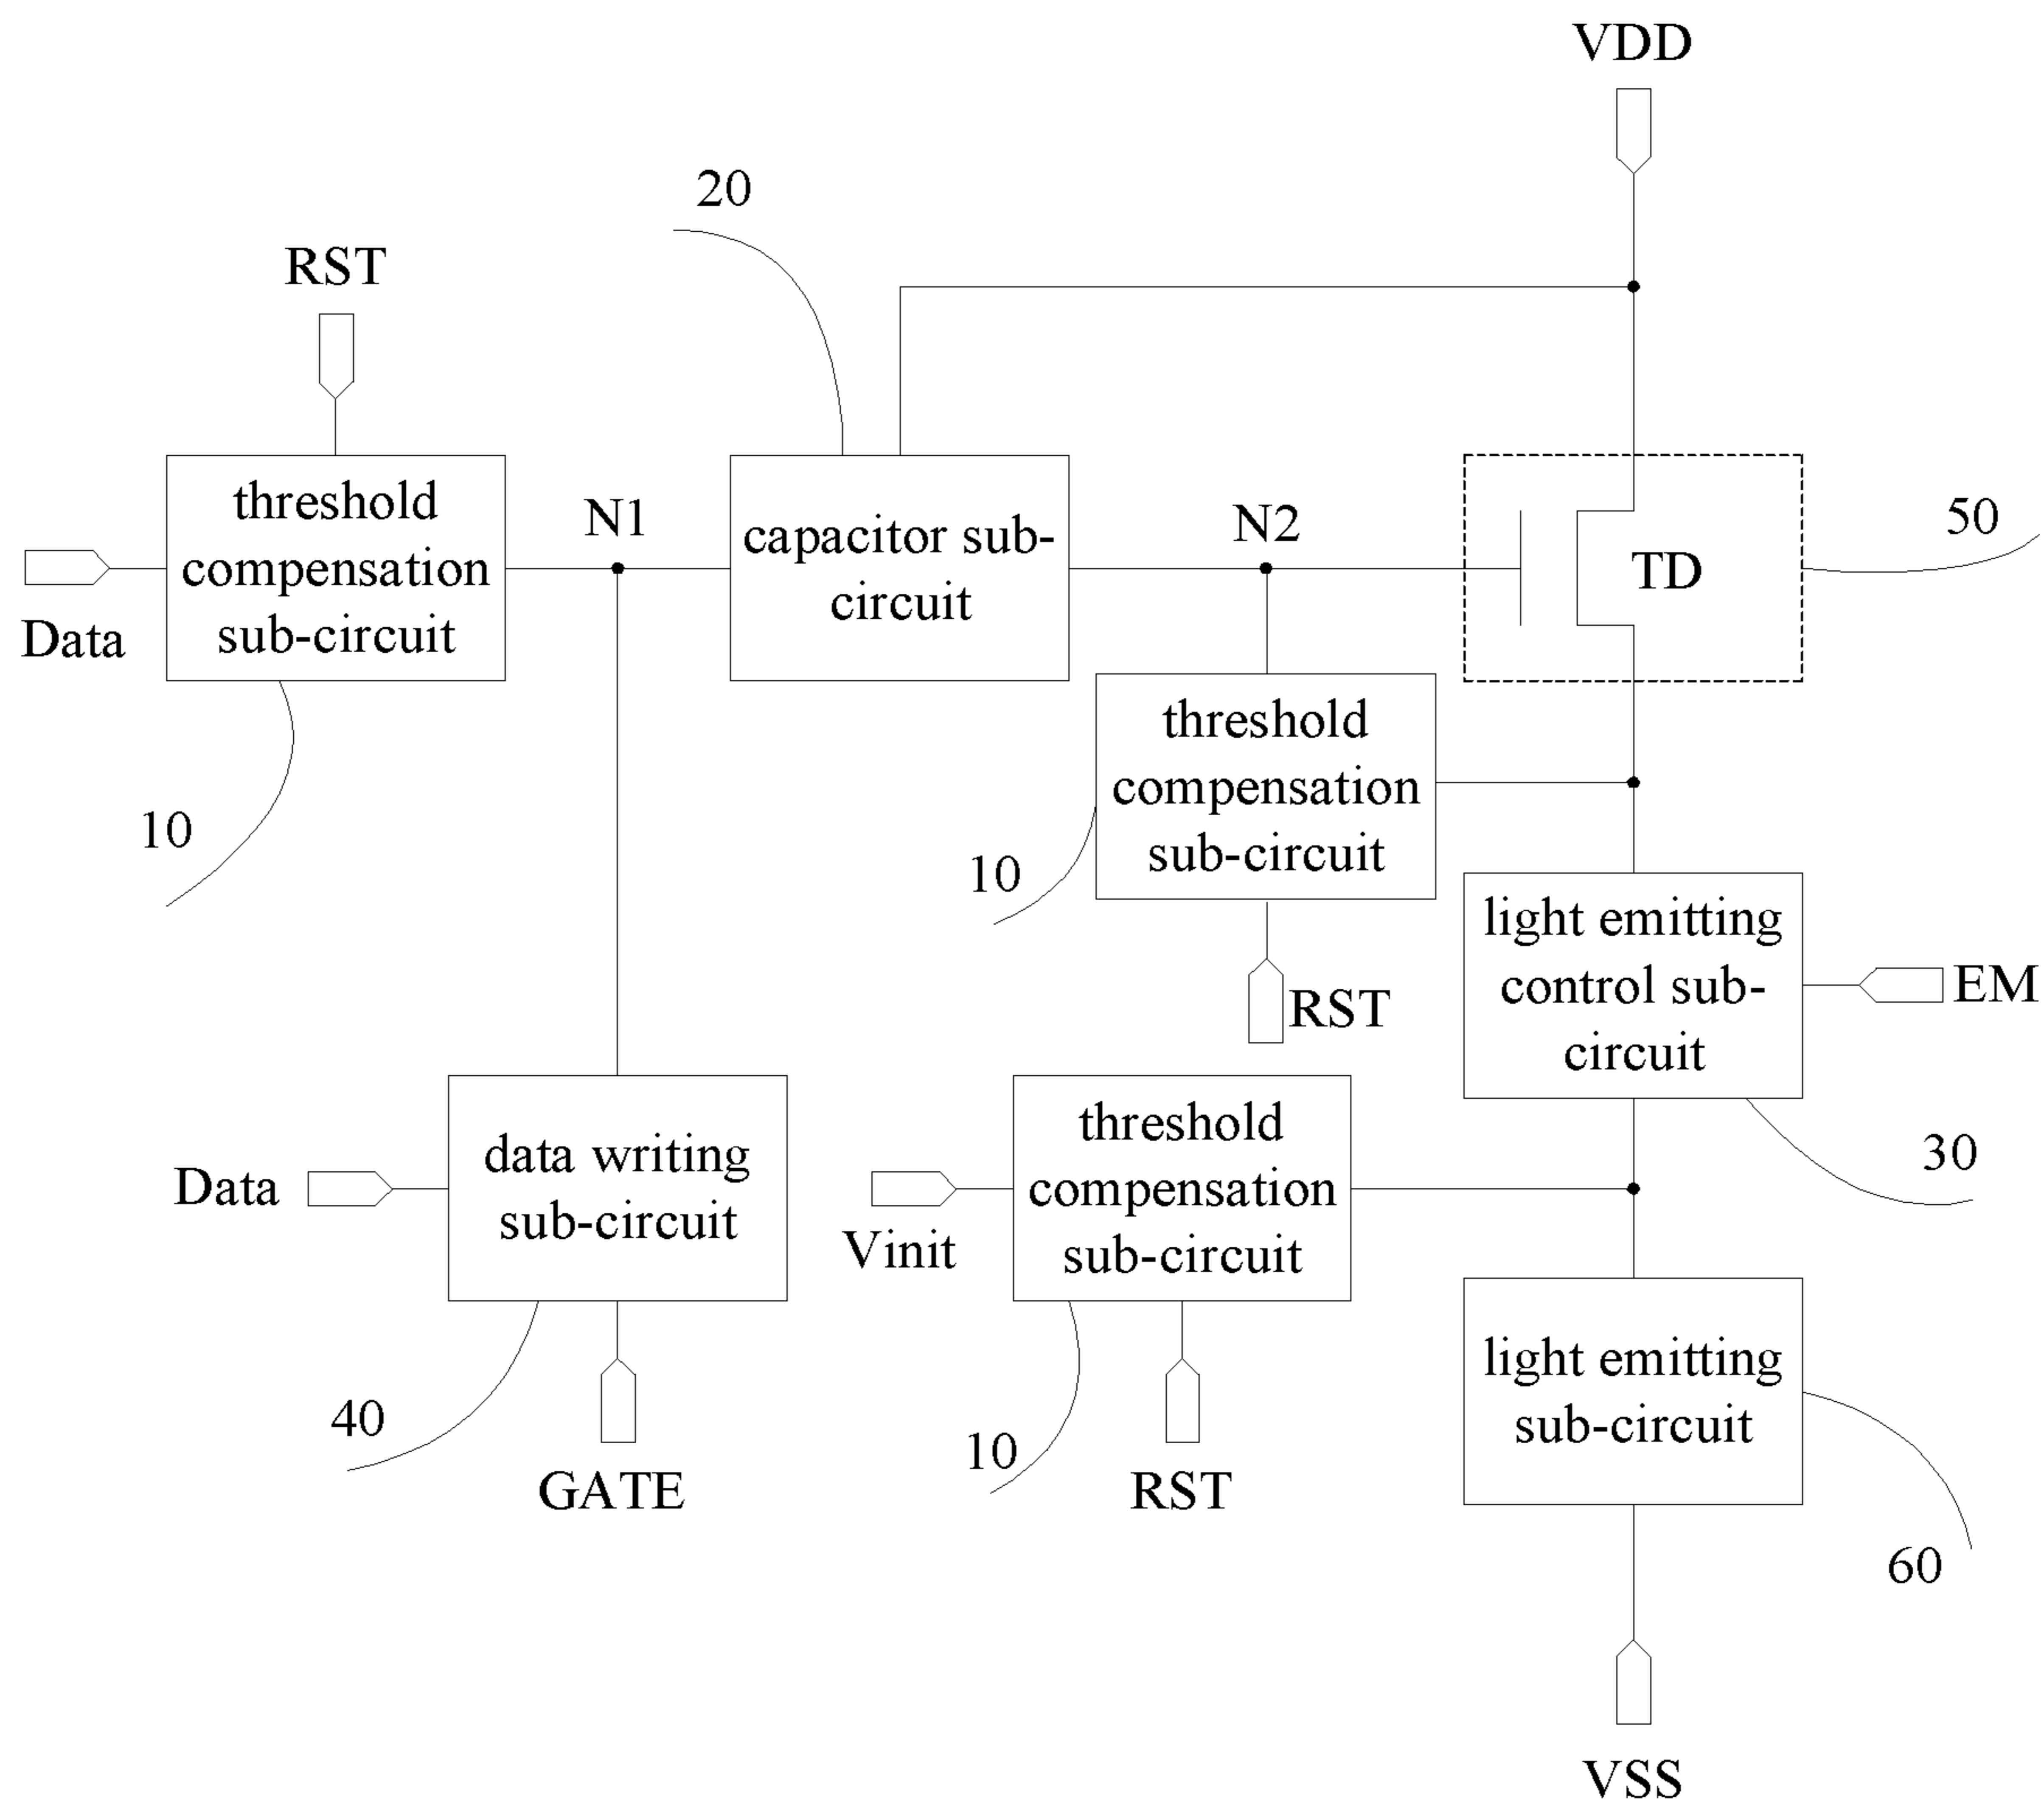 VDD
20
RST
threshold
compensation
sub-circuit
N1
capacitor sub-
circuit
N2
TD
50
Data
10
threshold
compensation
sub-circuit
10
RST
light emitting
control sub-
circuit
EM
30
Data
data writing
sub-circuit
40
GATE
Vinit
threshold
compensation
sub-circuit
10
RST
light emitting
sub-circuit
60
VSS